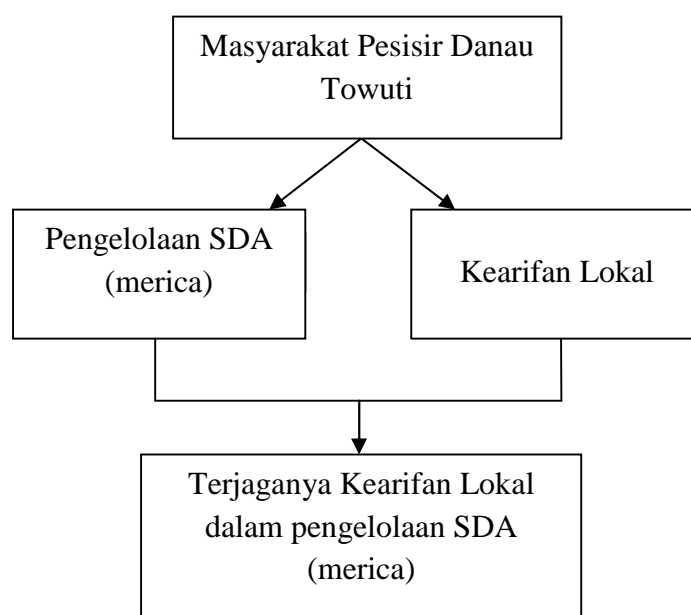 Masyarakat Pesisir Danau
Towuti
Pengelolaan SDA
(merica)
Kearifan Lokal
Terjaganya Kearifan Lokal
dalam pengelolaan SDA
(merica)